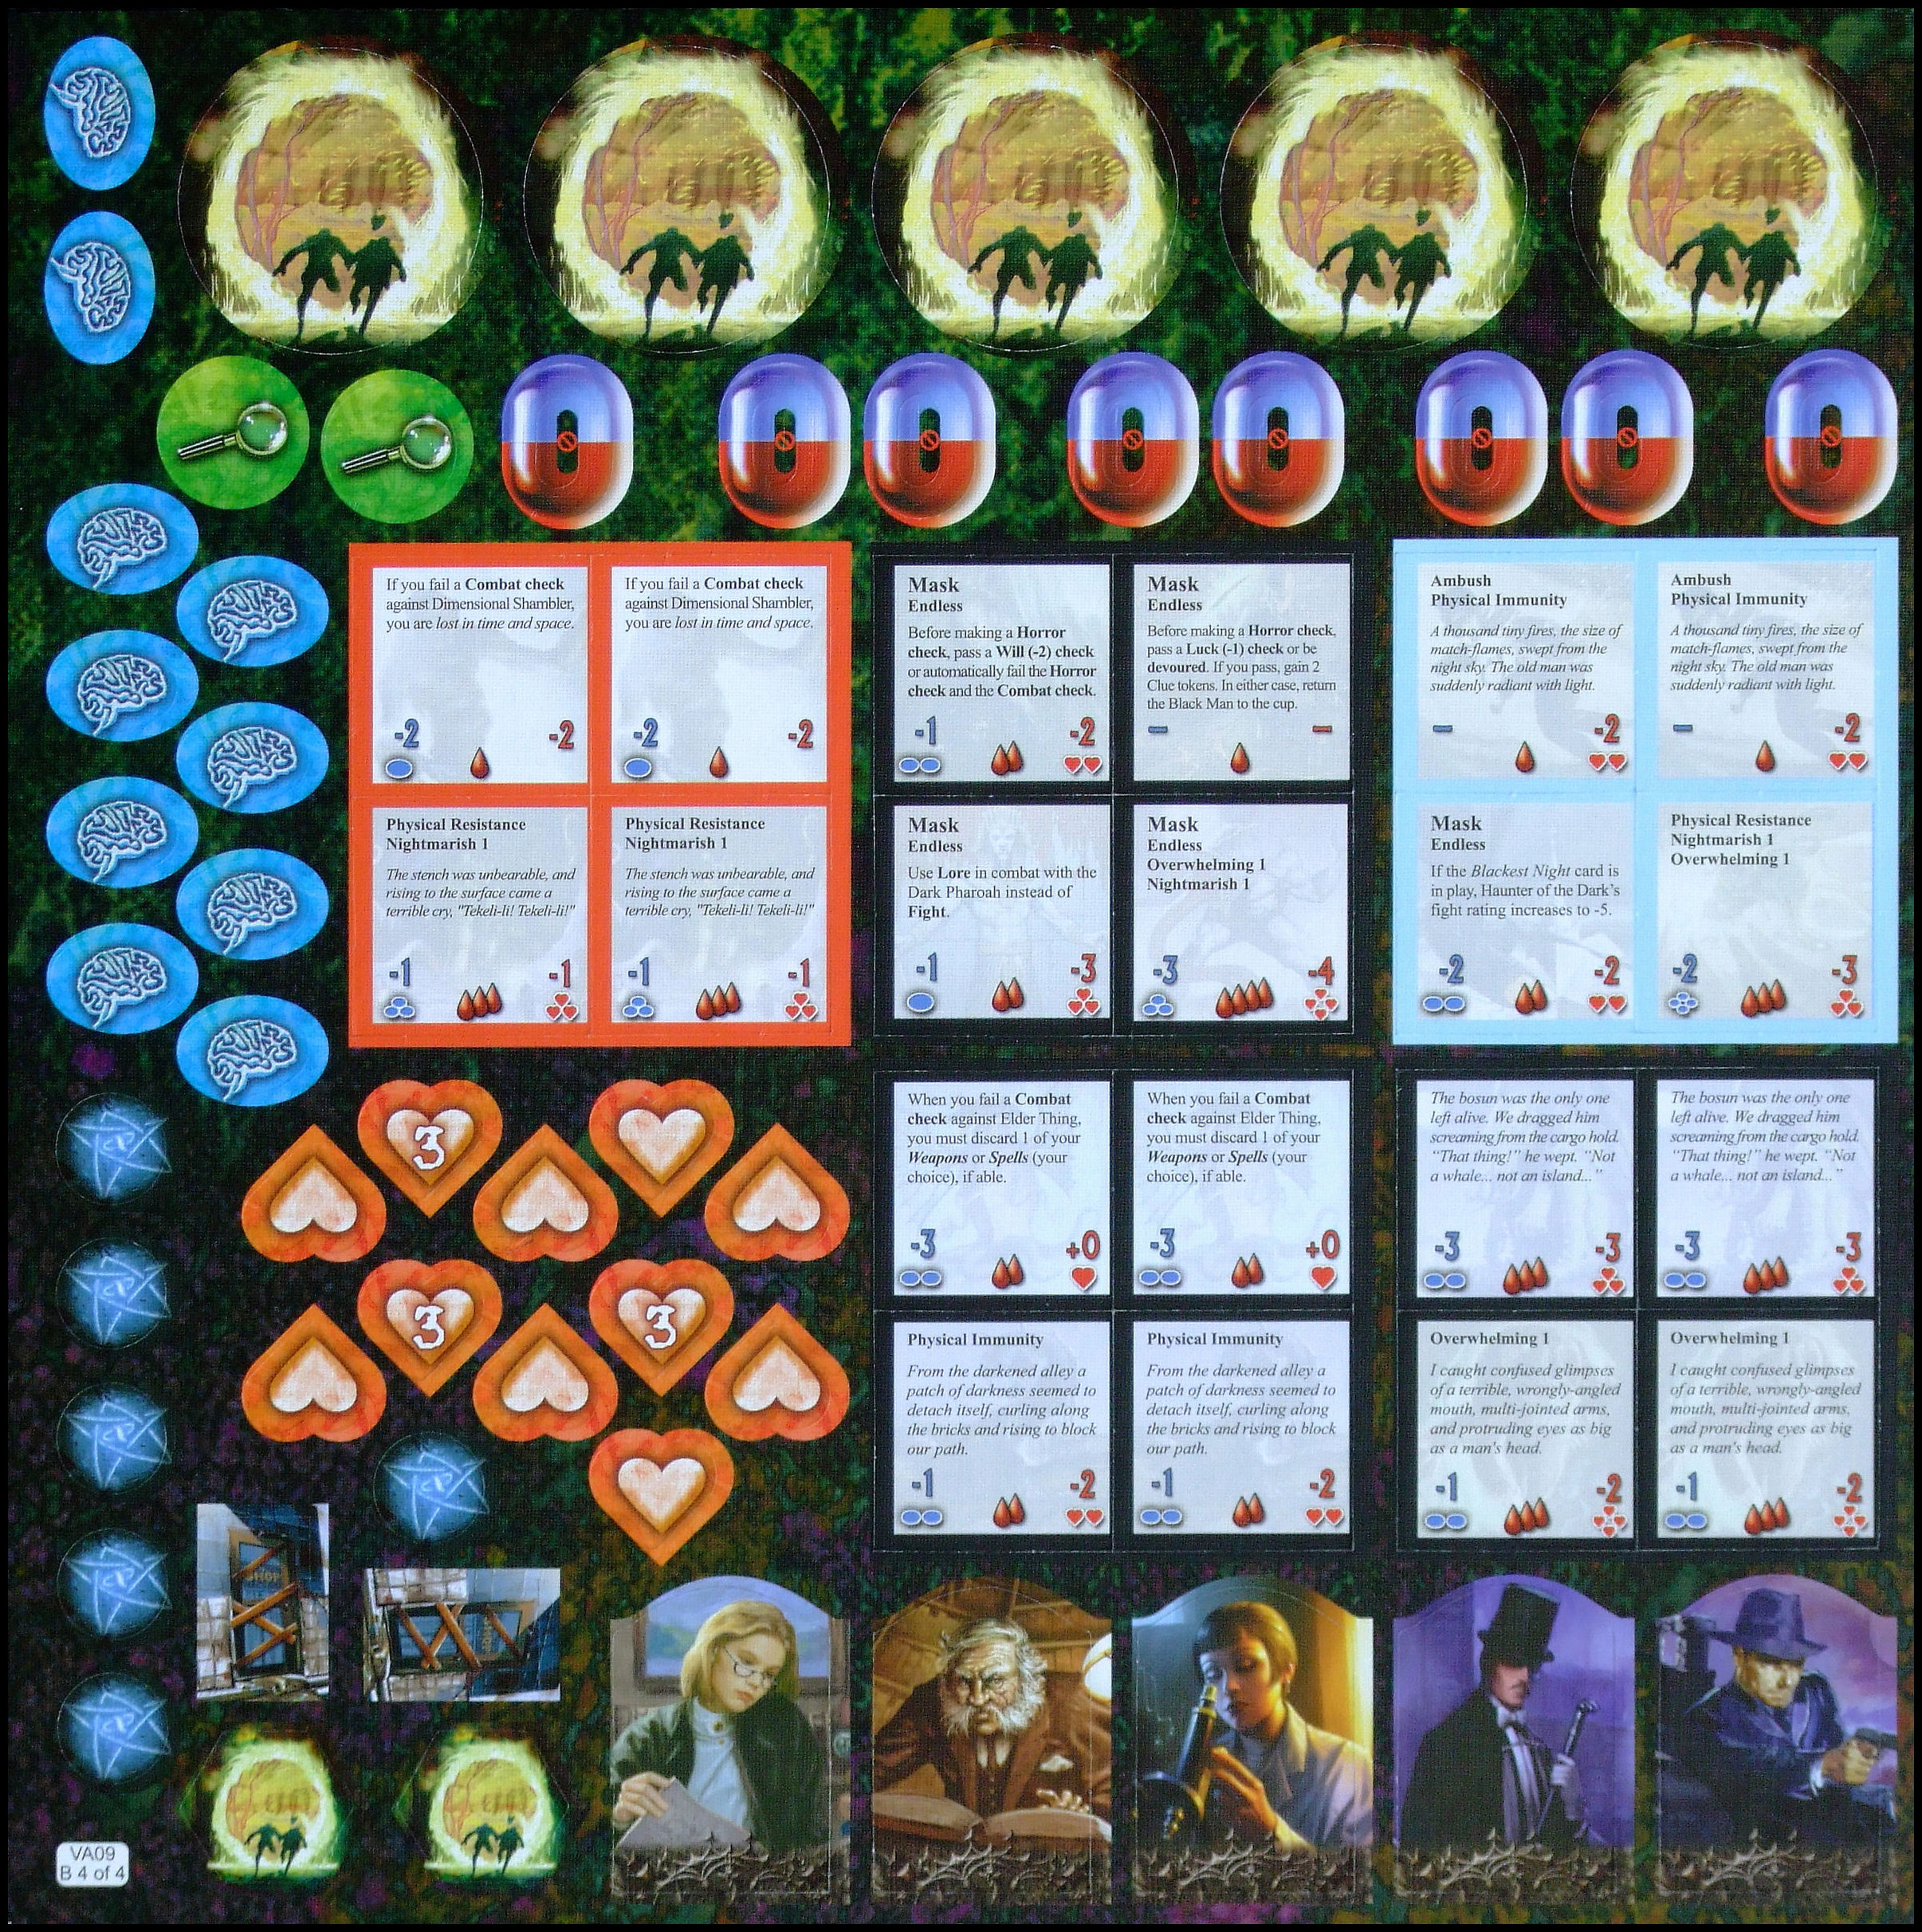 If you fail a Combat check
against Dimensional Shambler,
you are lost in time and space.
-2
-2
If you fail a Combat check
against Dimensional Shambler,
you are lost in time and space.
-2
-2
Physical Resistance
Nightmarish 1
The stench was unbearable, and
rising to the surface came a
terrible cry, "Tekeli-li! Tekeli-li!"
-1
-1
Physical Resistance
Nightmarish 1
The stench was unbearable, and
rising to the surface came a
terrible cry, "Tekeli-li! Tekeli-li!"
-1
-1
Mask
Endless
Before making a Horror
check, pass a Will (-2) check
or automatically fail the Horror
check and the Combat check.
-1
-2
Mask
Endless
Before making a Horror check,
pass a Luck (-1) check or be
devoured. If you pass, gain 2
Clue tokens. In either case, return
the Black Man to the cup.
-
-
Mask
Endless
Use Lore in combat with the
Dark Pharoah instead of
Fight.
-1
-3
Mask
Endless
Overwhelming 1
Nightmarish 1
-3
-4
Ambush
Physical Immunity
A thousand tiny fires, the size of
match-flames, swept from the
night sky. The old man was
suddenly radiant with light.
-
-2
Ambush
Physical Immunity
A thousand tiny fires, the size of
match-flames, swept from the
night sky. The old man was
suddenly radiant with light.
-
-2
Mask
Endless
If the Blackest Night card is
in play, Haunter of the Dark's
fight rating increases to -5.
-2
-2
Physical Resistance
Nightmarish 1
Overwhelming 1
-2
-3
3
3
3
When you fail a Combat
check against Elder Thing,
you must discard 1 of your
Weapons or Spells (your
choice), if able.
-3
+0
When you fail a Combat
check against Elder Thing,
you must discard 1 of your
Weapons or Spells (your
choice), if able.
-3
+0
Physical Immunity
From the darkened alley a
patch of darkness seemed to
detach itself, curling along
the bricks and rising to block
our path.
-1
-2
Physical Immunity
From the darkened alley a
patch of darkness seemed to
detach itself, curling along
the bricks and rising to block
our path.
-1
-2
The bosun was the only one
left alive. We dragged him
screaming from the cargo hold.
"That thing!" he wept. "Not
a whale... not an island..."
-3
-3
The bosun was the only one
left alive. We dragged him
screaming from the cargo hold.
"That thing!" he wept. "Not
a whale... not an island..."
-3
-3
Overwhelming 1
I caught confused glimpses
of a terrible, wrongly-angled
mouth, multi-jointed arms,
and protruding eyes as big
as a man's head.
-1
-2
Overwhelming 1
I caught confused glimpses
of a terrible, wrongly-angled
mouth, multi-jointed arms,
and protruding eyes as big
as a man's head.
-1
-2
VA09
B 4 of 4